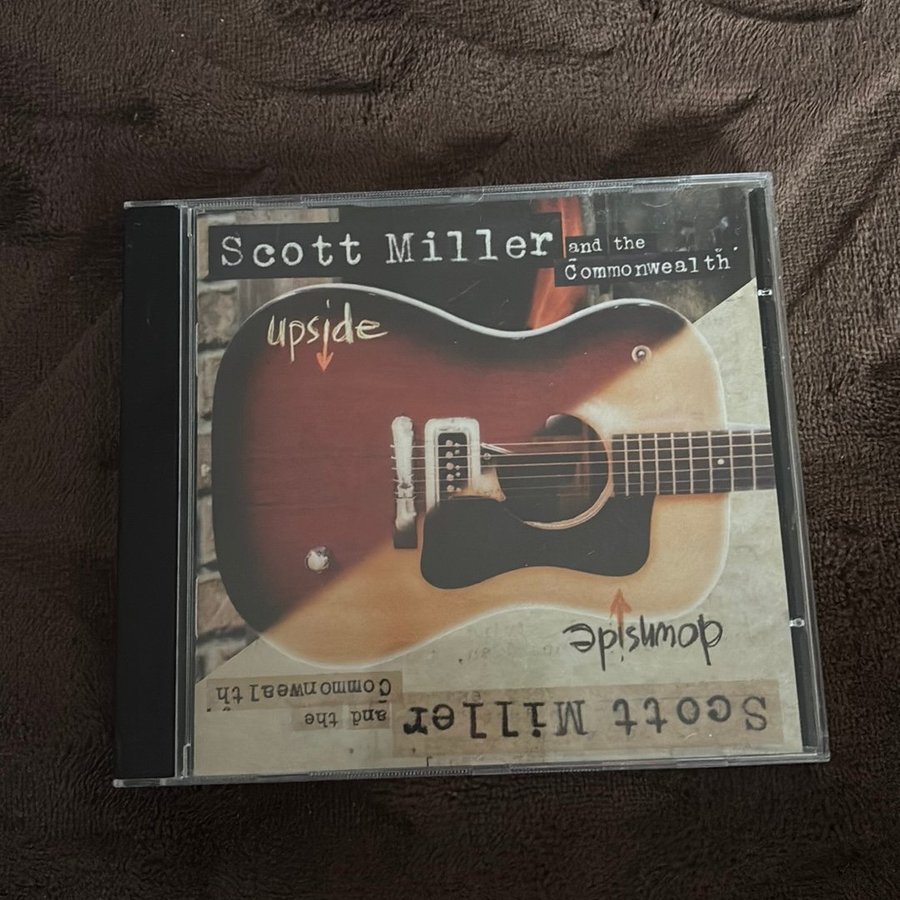 Scott Miller and the
Commonwealth
upside
downside
Scott Miller and the
Commonwealth